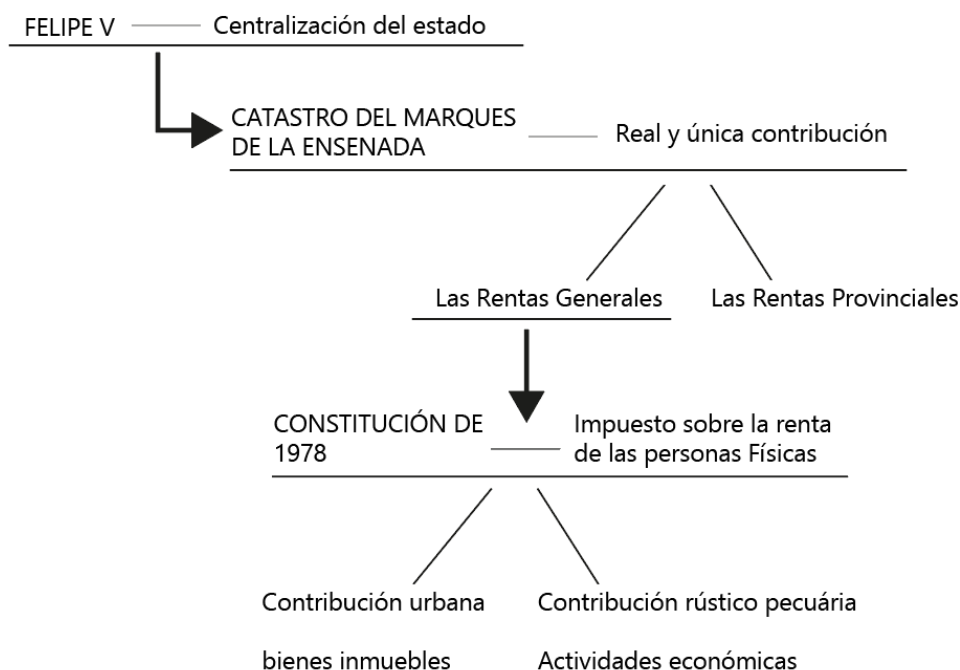 FELIPE V Centralización del estado
CATASTRO DEL MARQUES
DE LA ENSENADA
Real y única contribución
Las Rentas Generales
Las Rentas Provinciales
CONSTITUCIÓN DE
1978
Impuesto sobre la renta
de las personas Físicas
Contribución urbana
bienes inmuebles
Contribución rústico pecuária
Actividades económicas